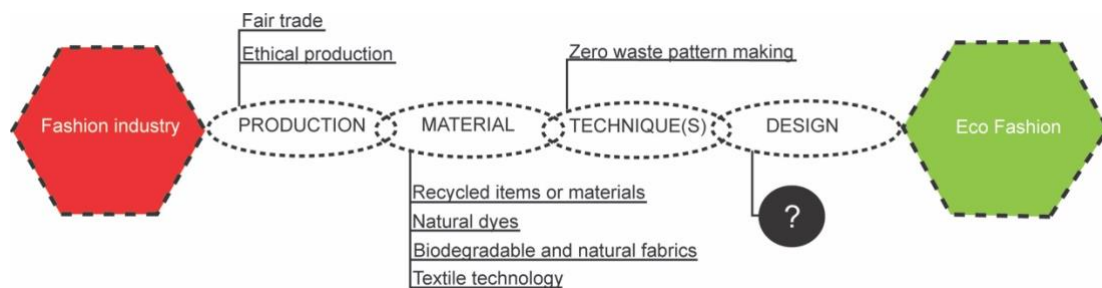 Fair trade
Ethical production
Zero waste pattern making
Fashion industry
PRODUCTION
MATERIAL
TECHNIQUE(S)
DESIGN
Eco Fashion
Recycled items or materials
Natural dyes
Biodegradable and natural fabrics
Textile technology
?